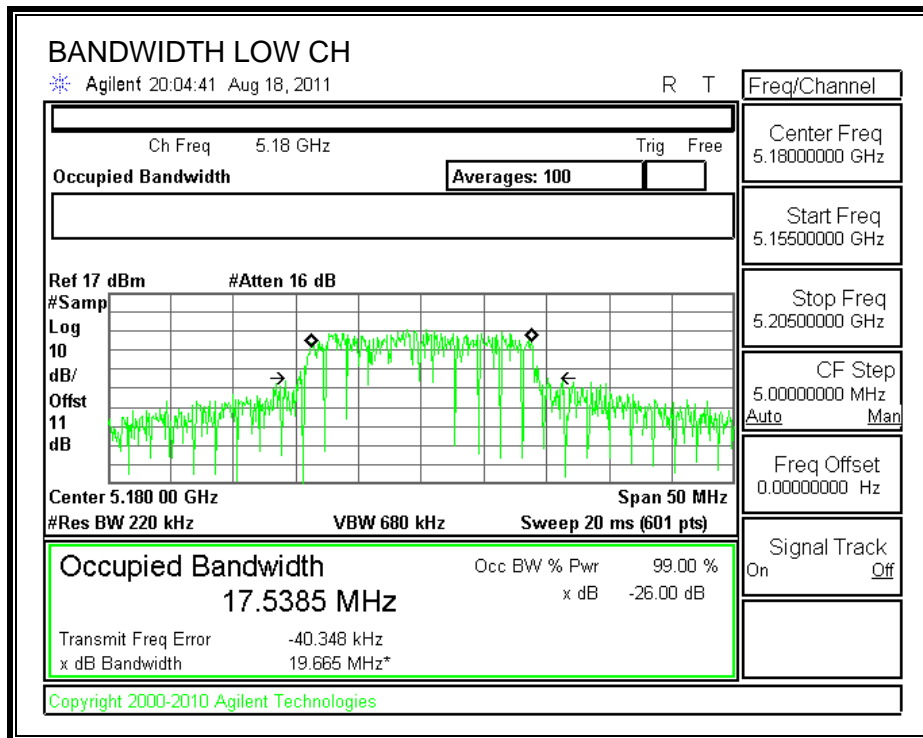 BANDWIDTH LOW CH
Agilent 20:04:41 Aug 18, 2011 R T
Freq/Channel
Ch Freq 5.18 GHz Trig Free
Occupied Bandwidth Averages: 100
Center Freq
5.18000000 GHz
Start Freq
5.15500000 GHz
Stop Freq
5.20500000 GHz
CF Step
5.00000000 MHz
Auto Man
Freq Offset
0.00000000 Hz
Signal Track
On Off
Ref 17 dBm #Atten 16 dB
#Samp
Log
10
dB/
Offst
11
dB
Center 5.180 00 GHz Span 50 MHz
#Res BW 220 kHz VBW 680 kHz Sweep 20 ms (601 pts)
Occupied Bandwidth
17.5385 MHz
Occ BW % Pwr 99.00 %
x dB -26.00 dB
Transmit Freq Error -40.348 kHz
x dB Bandwidth 19.665 MHz*
Copyright 2000-2010 Agilent Technologies